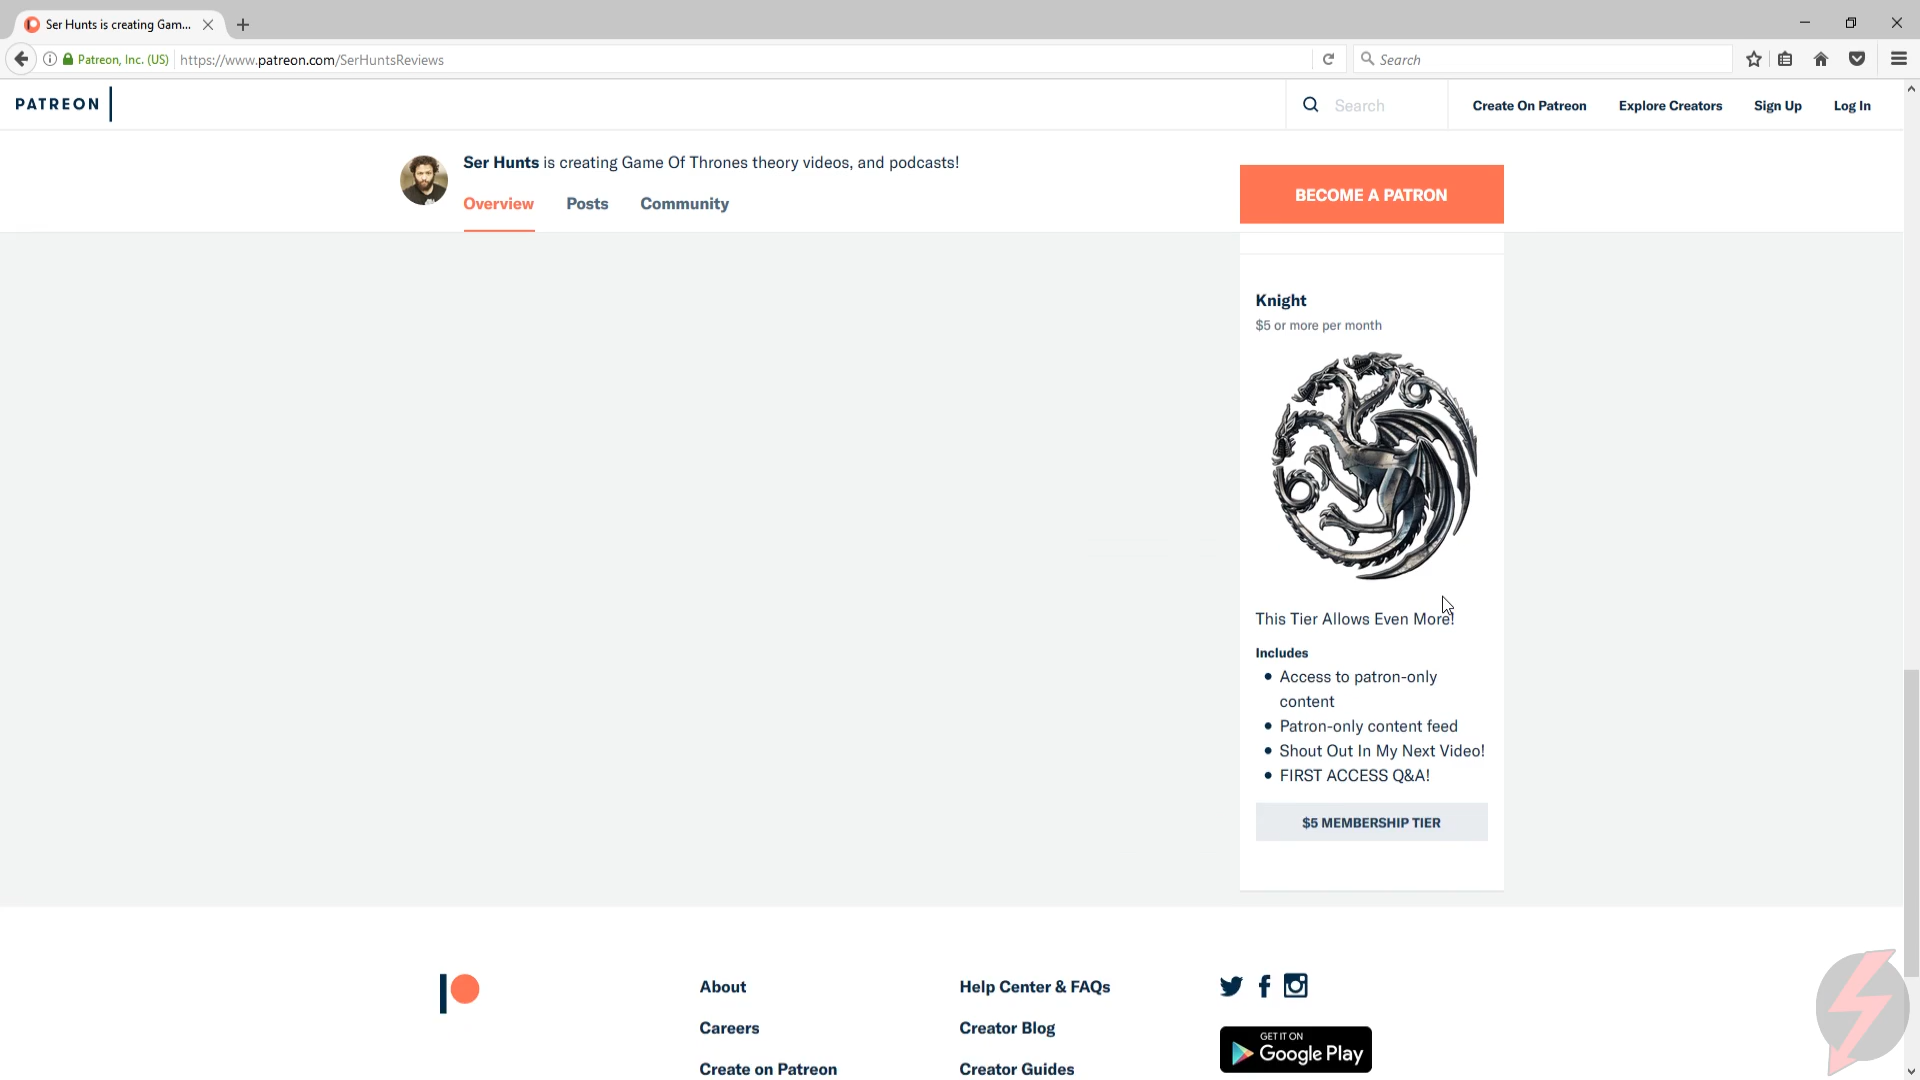 Ser Hunts is creating Gam...
Patreon, Inc. (US)
https://www.patreon.com/SerHuntsReviews
Search
PATREON
Search
Create On Patreon
Explore Creators
Sign Up
Log In
Ser Hunts is creating Game Of Thrones theory videos, and podcasts!
Overview
Posts
Community
BECOME A PATRON
Knight
$5 or more per month
This Tier Allows Even More!
Includes
Access to patron-only
content
Patron-only content feed
Shout Out In My Next Video!
FIRST ACCESS Q&A!
$5 MEMBERSHIP TIER
About
Careers
Create on Patreon
Help Center & FAQs
Creator Blog
Creator Guides
GET IT ON
Google Play